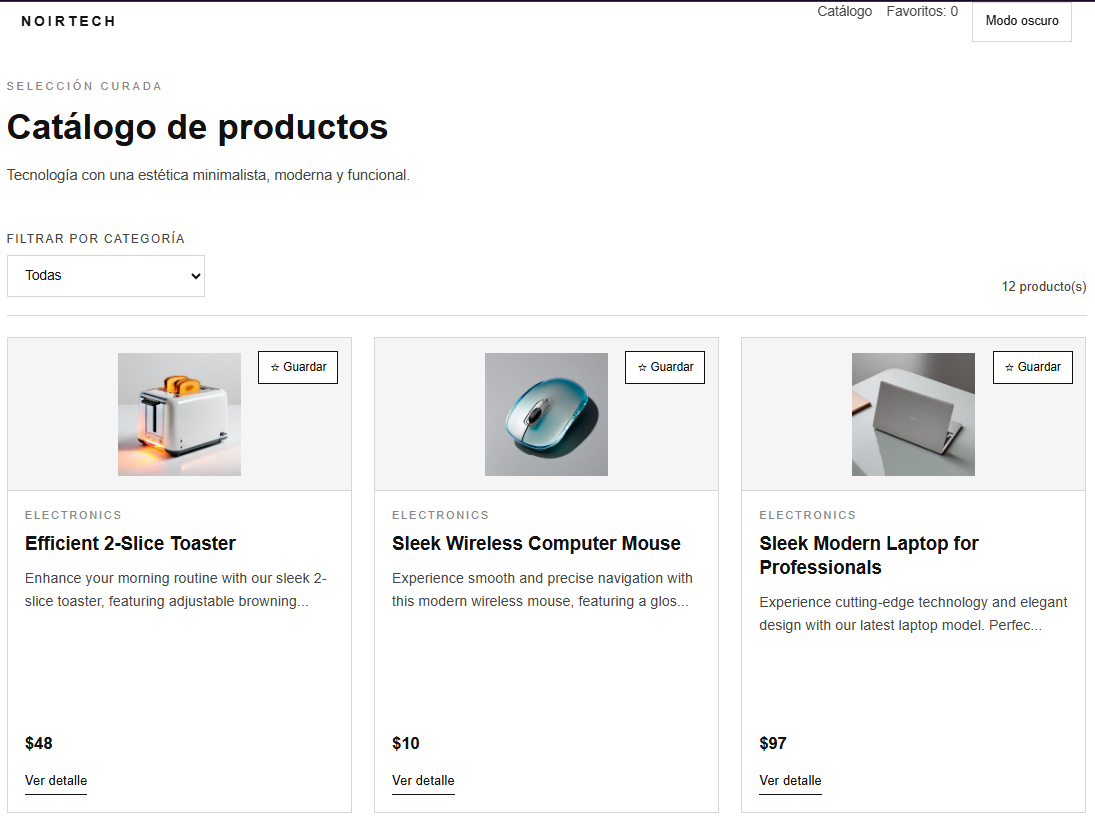 NOIRTECH
Catálogo
Favoritos: 0
Modo oscuro
SELECCIÓN CURADA
Catálogo de productos
Tecnología con una estética minimalista, moderna y funcional.
FILTRAR POR CATEGORÍA
Todas
12 producto(s)
☆ Guardar
ELECTRONICS
Efficient 2-Slice Toaster
Enhance your morning routine with our sleek 2-
slice toaster, featuring adjustable browning...
$48
Ver detalle
☆ Guardar
ELECTRONICS
Sleek Wireless Computer Mouse
Experience smooth and precise navigation with
this modern wireless mouse, featuring a glos...
$10
Ver detalle
☆ Guardar
ELECTRONICS
Sleek Modern Laptop for
Professionals
Experience cutting-edge technology and elegant
design with our latest laptop model. Perfec...
$97
Ver detalle